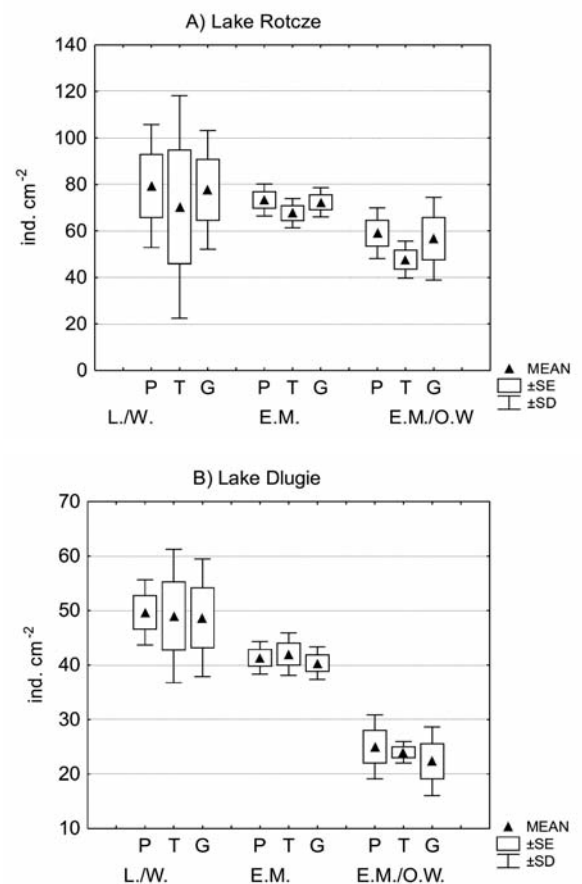 A) Lake Rotcze
140
120
100
80
60
40
20
0
ind. cm-2
P T G P T G P T G
L./W. E.M. E.M./O.W
MEAN
±SE
±SD
B) Lake Dlugie
70
60
50
40
30
20
10
ind. cm-2
P T G P T G P T G
L./W. E.M. E.M./O.W.
MEAN
±SE
±SD